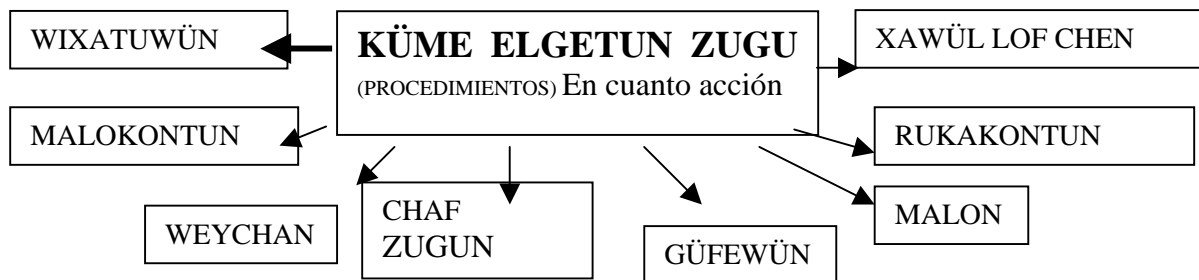 WIXATUWÜN
KÜME ELGETUN ZUGU
(PROCEDIMIENTOS) En cuanto acción
XAWÜL LOF CHEN
MALOKONTUN
RUKAKONTUN
WEYCHAN
CHAF
ZUGUN
GÜFEWÜN
MALON